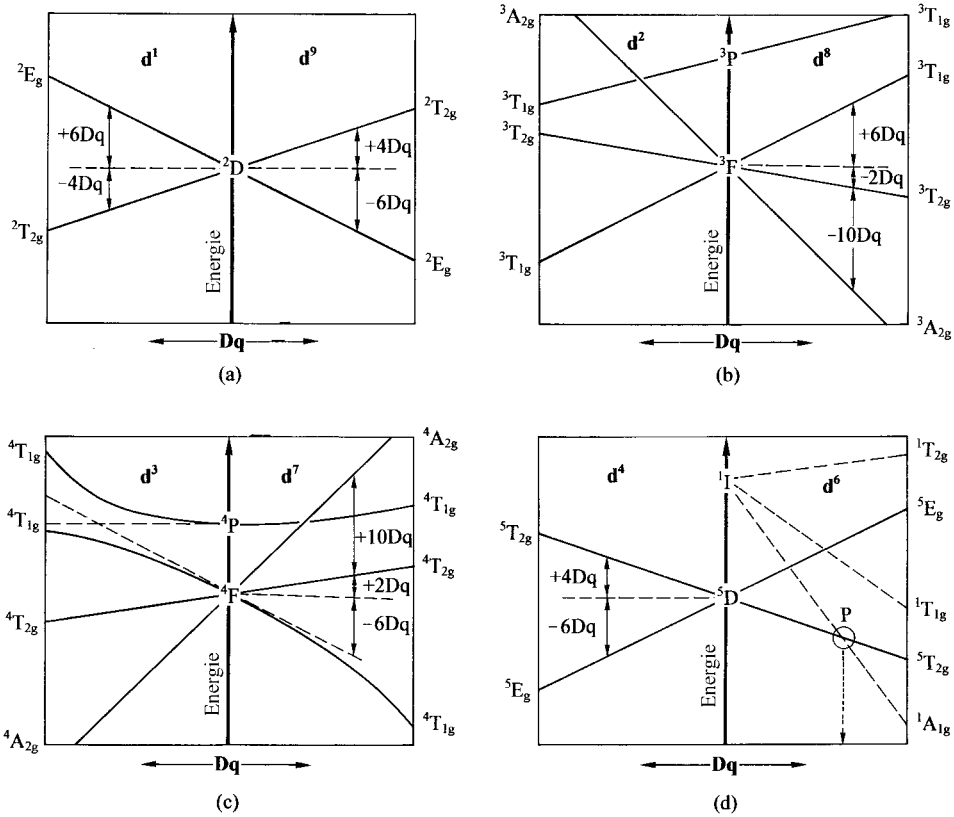 d¹ d⁹
²E_g
²T_2g
+6Dq
+4Dq
²D
−4Dq
−6Dq
²T_2g
²E_g
Energie
Dq
(a)
³A_2g
³T_1g
d²
³P
d⁸
³T_1g
³T_1g
³T_2g
+6Dq
³F
−2Dq
³T_2g
−10Dq
³T_1g
Energie
³A_2g
Dq
(b)
⁴A_2g
⁴T_1g
d³ d⁷
⁴T_1g
⁴P
⁴T_1g
+10Dq
⁴T_2g
⁴F
+2Dq
⁴T_2g
−6Dq
Energie
⁴A_2g
⁴T_1g
Dq
(c)
¹T_2g
d⁴
¹I
d⁶
⁵T_2g
⁵E_g
+4Dq
⁵D
¹T_1g
P
−6Dq
⁵T_2g
⁵E_g
Energie
¹A_1g
Dq
(d)